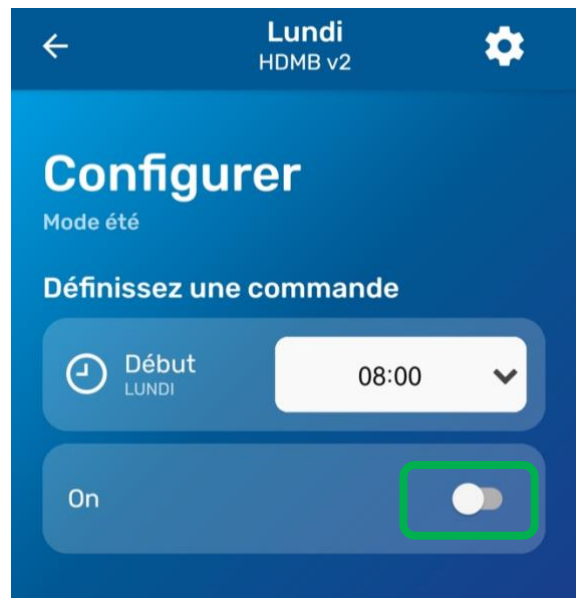 Lundi
HDMB v2
Configurer
Mode été
Définissez une commande
Début
LUNDI
08:00
On